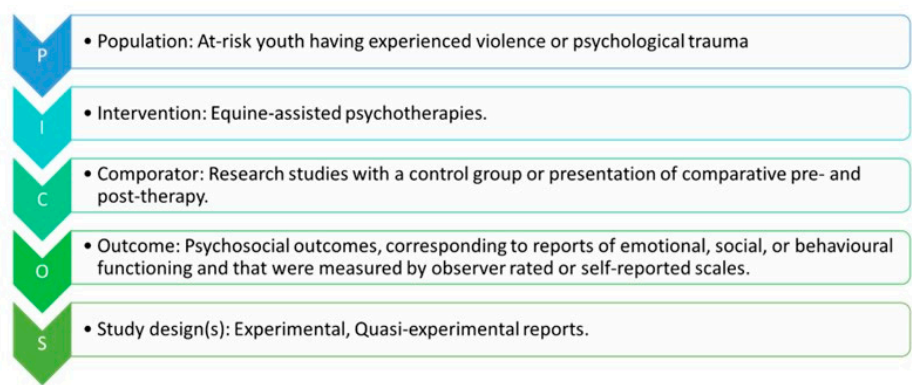 P
• Population: At-risk youth having experienced violence or psychological trauma
I
• Intervention: Equine-assisted psychotherapies.
C
• Comporator: Research studies with a control group or presentation of comparative pre- and
post-therapy.
O
• Outcome: Psychosocial outcomes, corresponding to reports of emotional, social, or behavioural
functioning and that were measured by observer rated or self-reported scales.
S
• Study design(s): Experimental, Quasi-experimental reports.